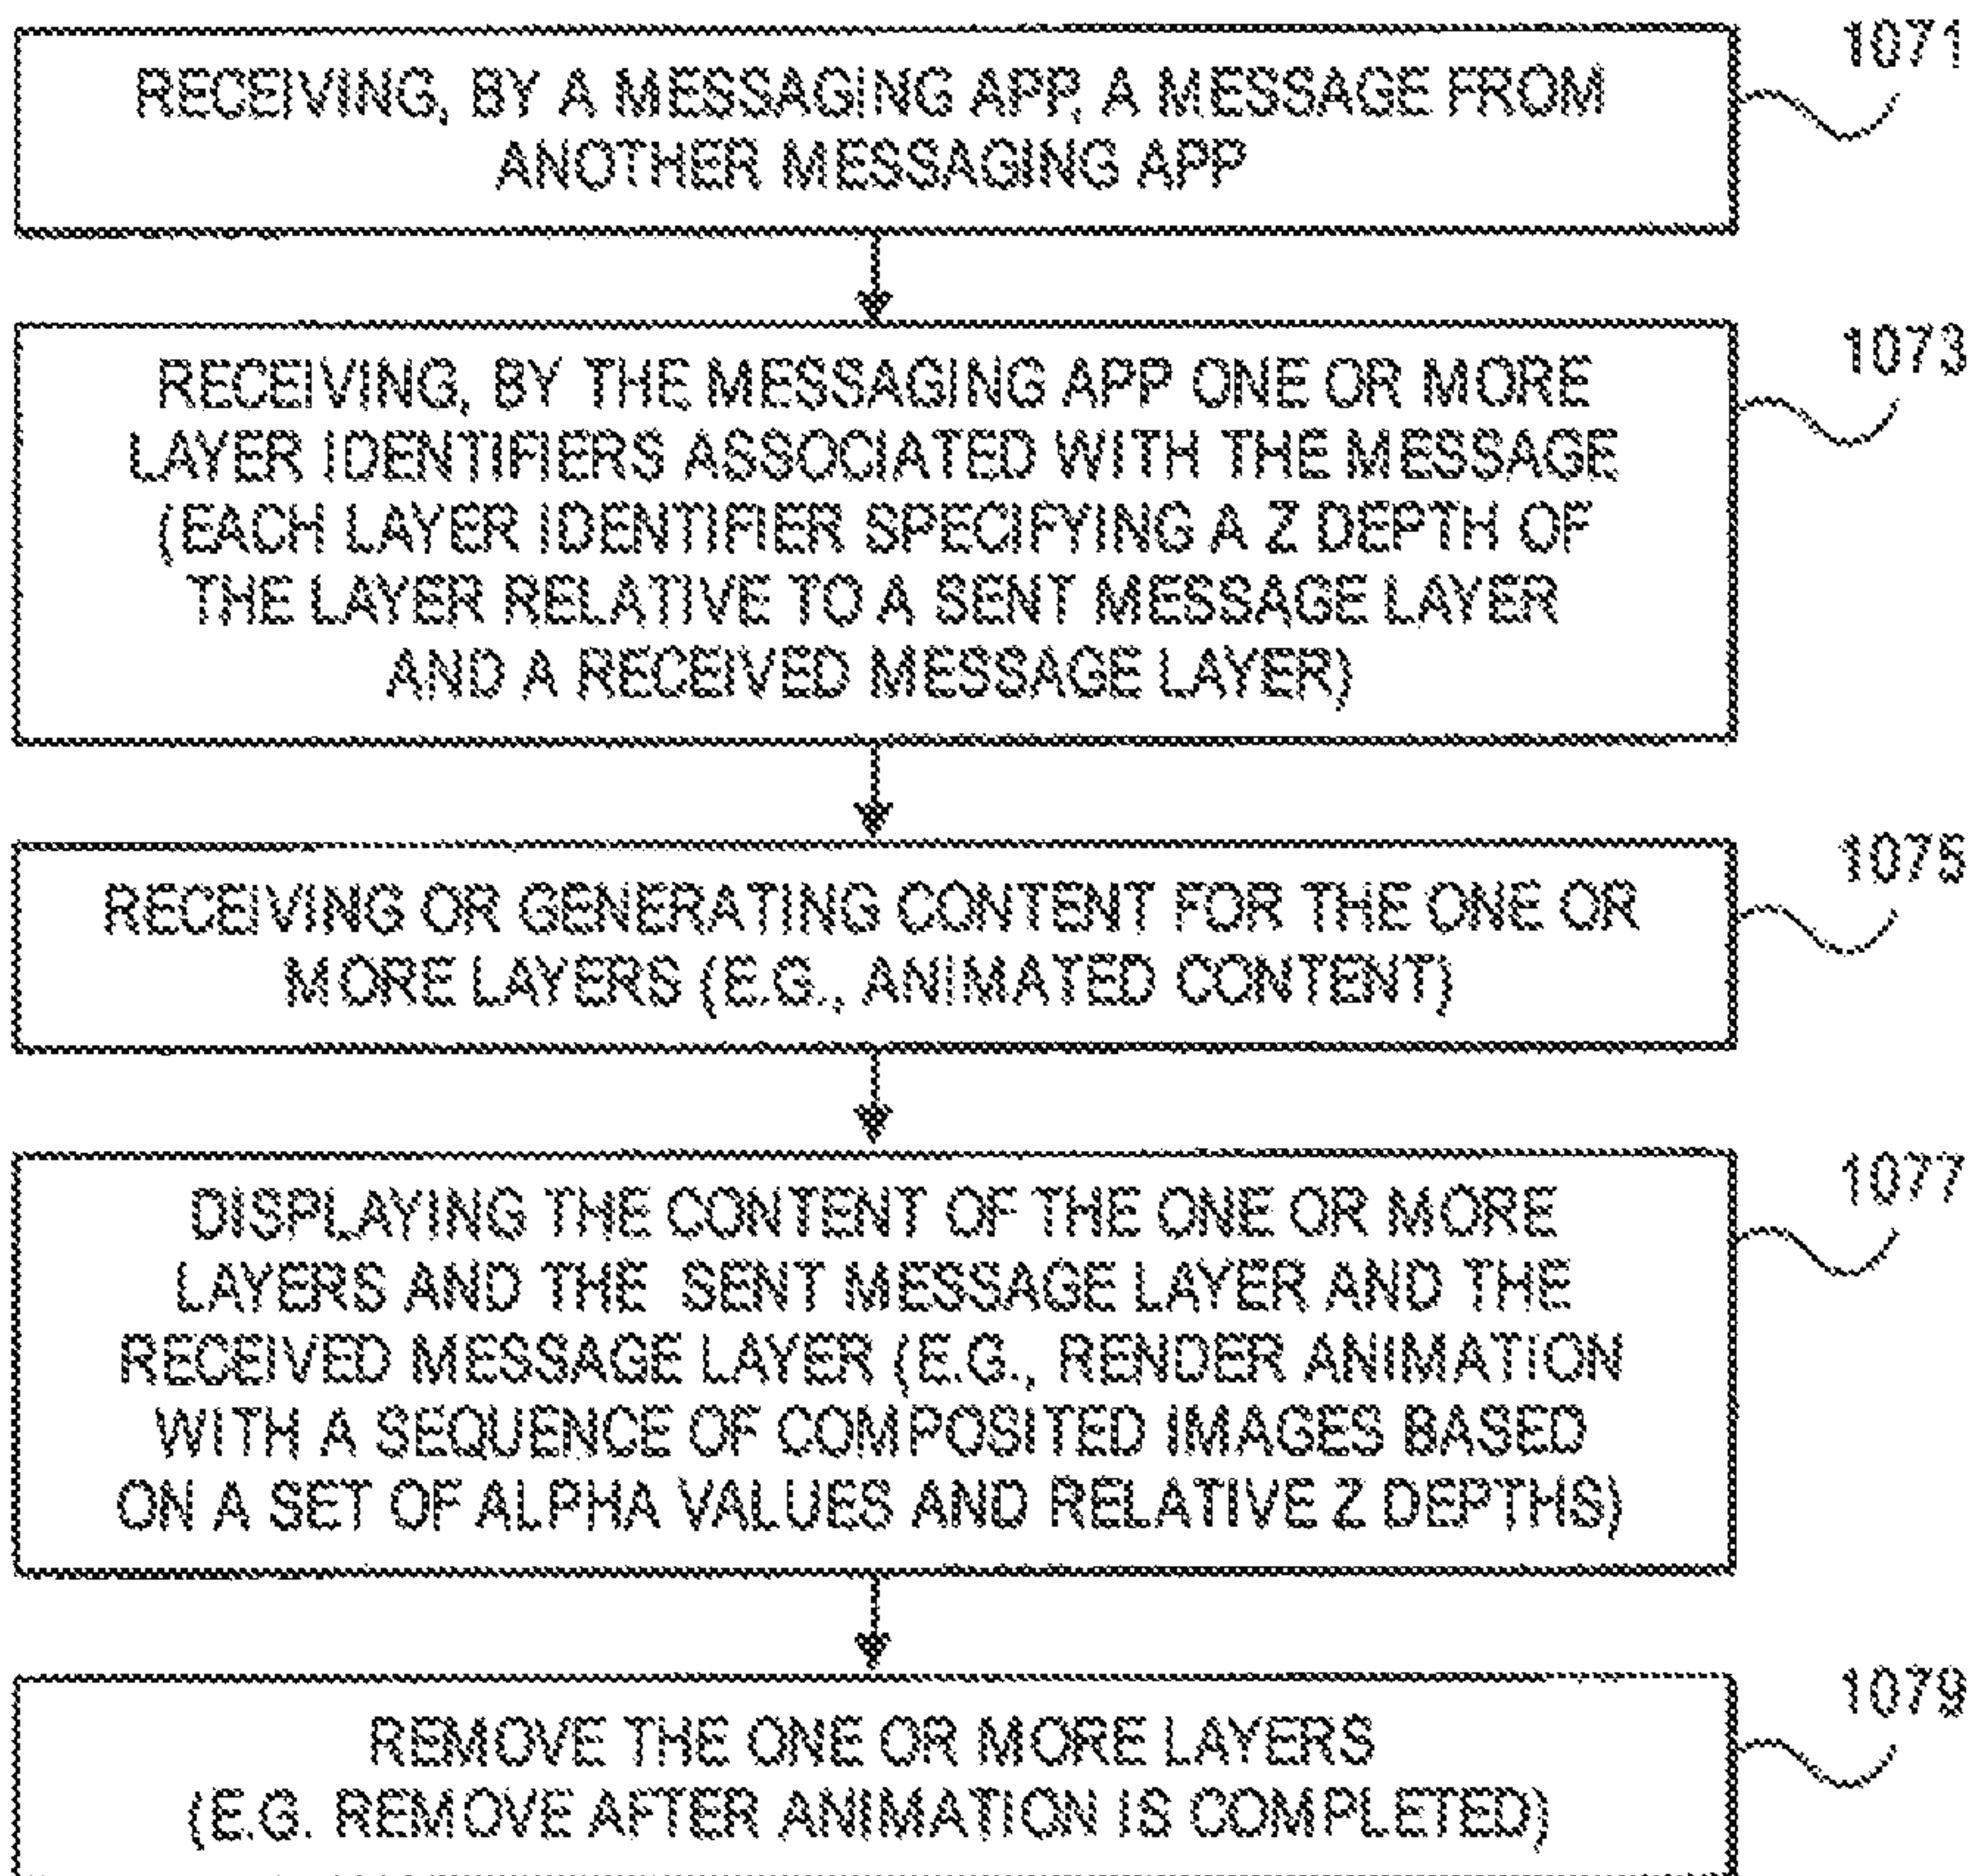 RECEIVING, BY A MESSAGING APP, A MESSAGE FROM
ANOTHER MESSAGING APP
1071
RECEIVING, BY THE MESSAGING APP ONE OR MORE
LAYER IDENTIFIERS ASSOCIATED WITH THE MESSAGE
(EACH LAYER IDENTIFIER SPECIFYING A Z DEPTH OF
THE LAYER RELATIVE TO A SENT MESSAGE LAYER
AND A RECEIVED MESSAGE LAYER)
1073
RECEIVING OR GENERATING CONTENT FOR THE ONE OR
MORE LAYERS (E.G., ANIMATED CONTENT)
1075
DISPLAYING THE CONTENT OF THE ONE OR MORE
LAYERS AND THE SENT MESSAGE LAYER AND THE
RECEIVED MESSAGE LAYER (E.G., RENDER ANIMATION
WITH A SEQUENCE OF COMPOSITED IMAGES BASED
ON A SET OF ALPHA VALUES AND RELATIVE Z DEPTHS)
1077
REMOVE THE ONE OR MORE LAYERS
(E.G. REMOVE AFTER ANIMATION IS COMPLETED)
1079